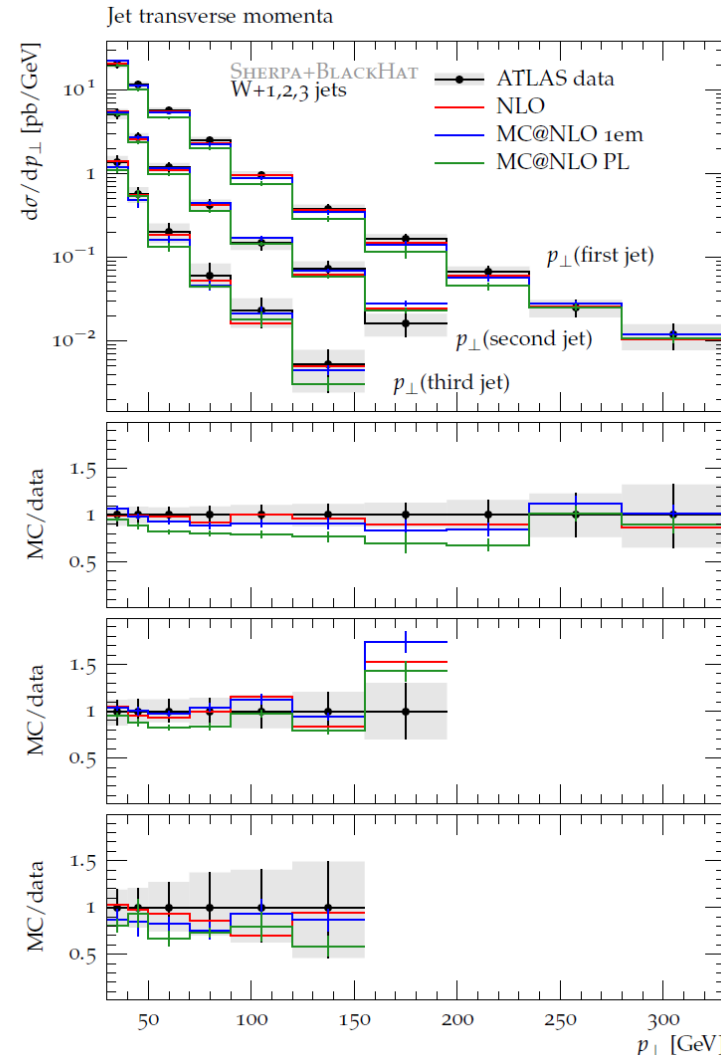 Jet transverse momenta
dσ/dp⊥ [pb/GeV]
SHERPA+BLACKHAT
W+1,2,3 jets
ATLAS data
NLO
MC@NLO 1em
MC@NLO PL
10^1
1
10^−1
10^−2
p⊥(first jet)
p⊥(second jet)
p⊥(third jet)
MC/data
1.5
1
0.5
MC/data
1.5
1
0.5
MC/data
1.5
1
0.5
50 100 150 200 250 300
p⊥ [GeV]